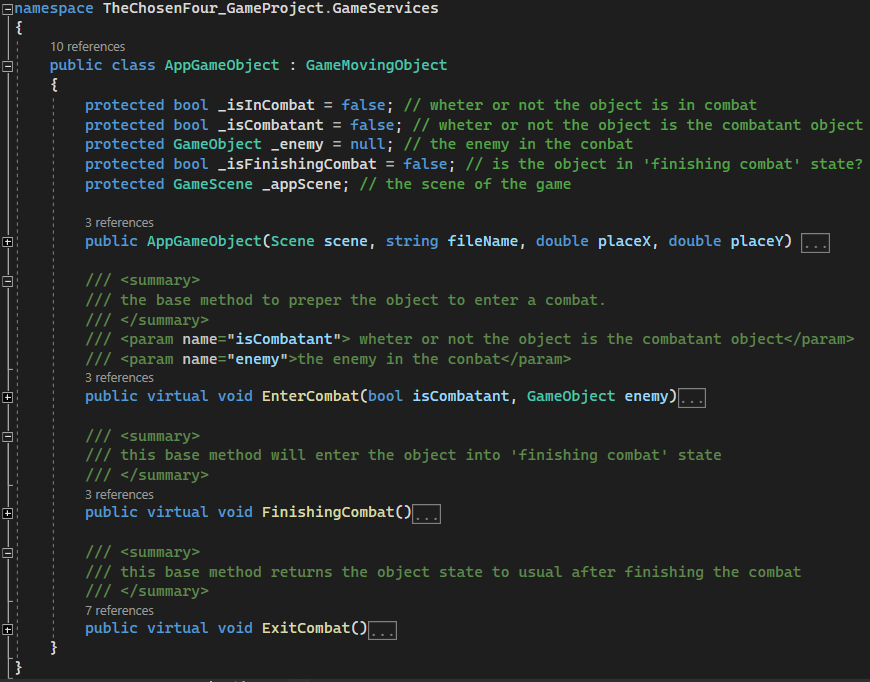 namespace TheChosenFour_GameProject.GameServices
{
10 references
public class AppGameObject : GameMovingObject
{
protected bool _isInCombat = false; // wheter or not the object is in combat
protected bool _isCombatant = false; // wheter or not the object is the combatant object
protected GameObject _enemy = null; // the enemy in the conbat
protected bool _isFinishingCombat = false; // is the object in 'finishing combat' state?
protected GameScene _appScene; // the scene of the game
3 references
public AppGameObject(Scene scene, string fileName, double placeX, double placeY) ...
/// <summary>
/// the base method to preper the object to enter a combat.
/// </summary>
/// <param name="isCombatant"> wheter or not the object is the combatant object</param>
/// <param name="enemy">the enemy in the conbat</param>
3 references
public virtual void EnterCombat(bool isCombatant, GameObject enemy)...
/// <summary>
/// this base method will enter the object into 'finishing combat' state
/// </summary>
3 references
public virtual void FinishingCombat()...
/// <summary>
/// this base method returns the object state to usual after finishing the combat
/// </summary>
7 references
public virtual void ExitCombat()...
}
}